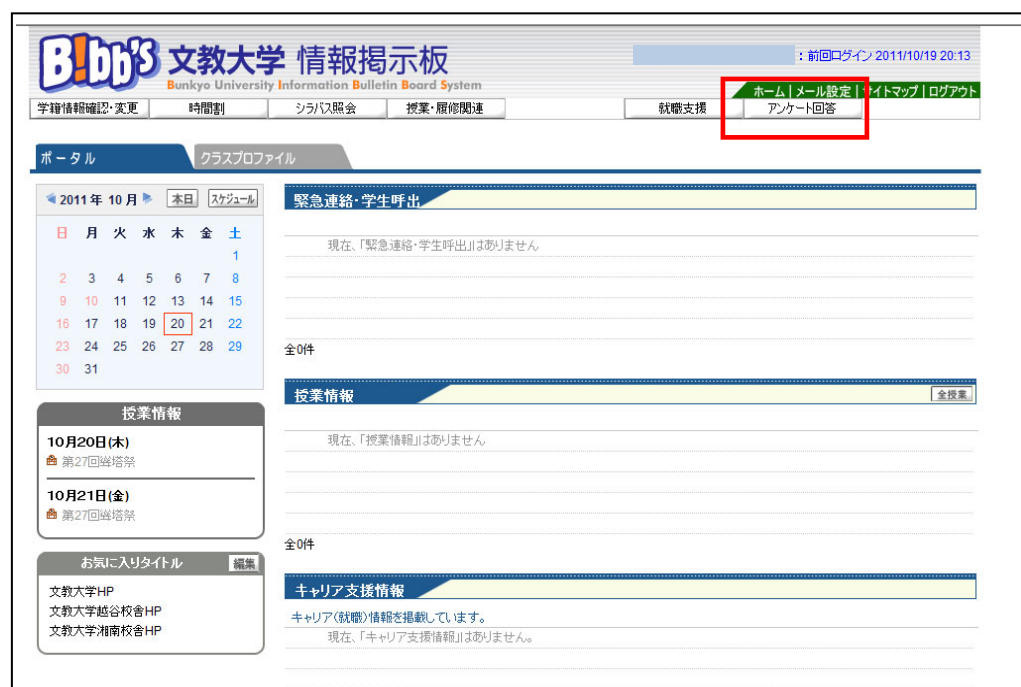 B!bb's 文教大学 情報掲示板
Bunkyo University Information Bulletin Board System
:前回ログイン 2011/10/19 20:13
ホーム | メール設定 | サイトマップ | ログアウト
学籍情報確認・変更 時間割 シラバス照会 授業・履修関連 就職支援 アンケート回答
ポータル クラスプロファイル
2011年 10月 本日 スケジュール
日 月 火 水 木 金 土
1
2 3 4 5 6 7 8
9 10 11 12 13 14 15
16 17 18 19 20 21 22
23 24 25 26 27 28 29
30 31
授業情報
10月20日(木)
第27回
10月21日(金)
第27回
お気に入りタイトル 編集
文教大学HP
文教大学越谷校舎HP
文教大学湘南校舎HP
緊急連絡・学生呼出
現在、「緊急連絡・学生呼出」はありません
全0件
授業情報 全授業
現在、「授業情報」はありません
全0件
キャリア支援情報
キャリア(就職)情報を掲載しています。
現在、「キャリア支援情報」はありません。